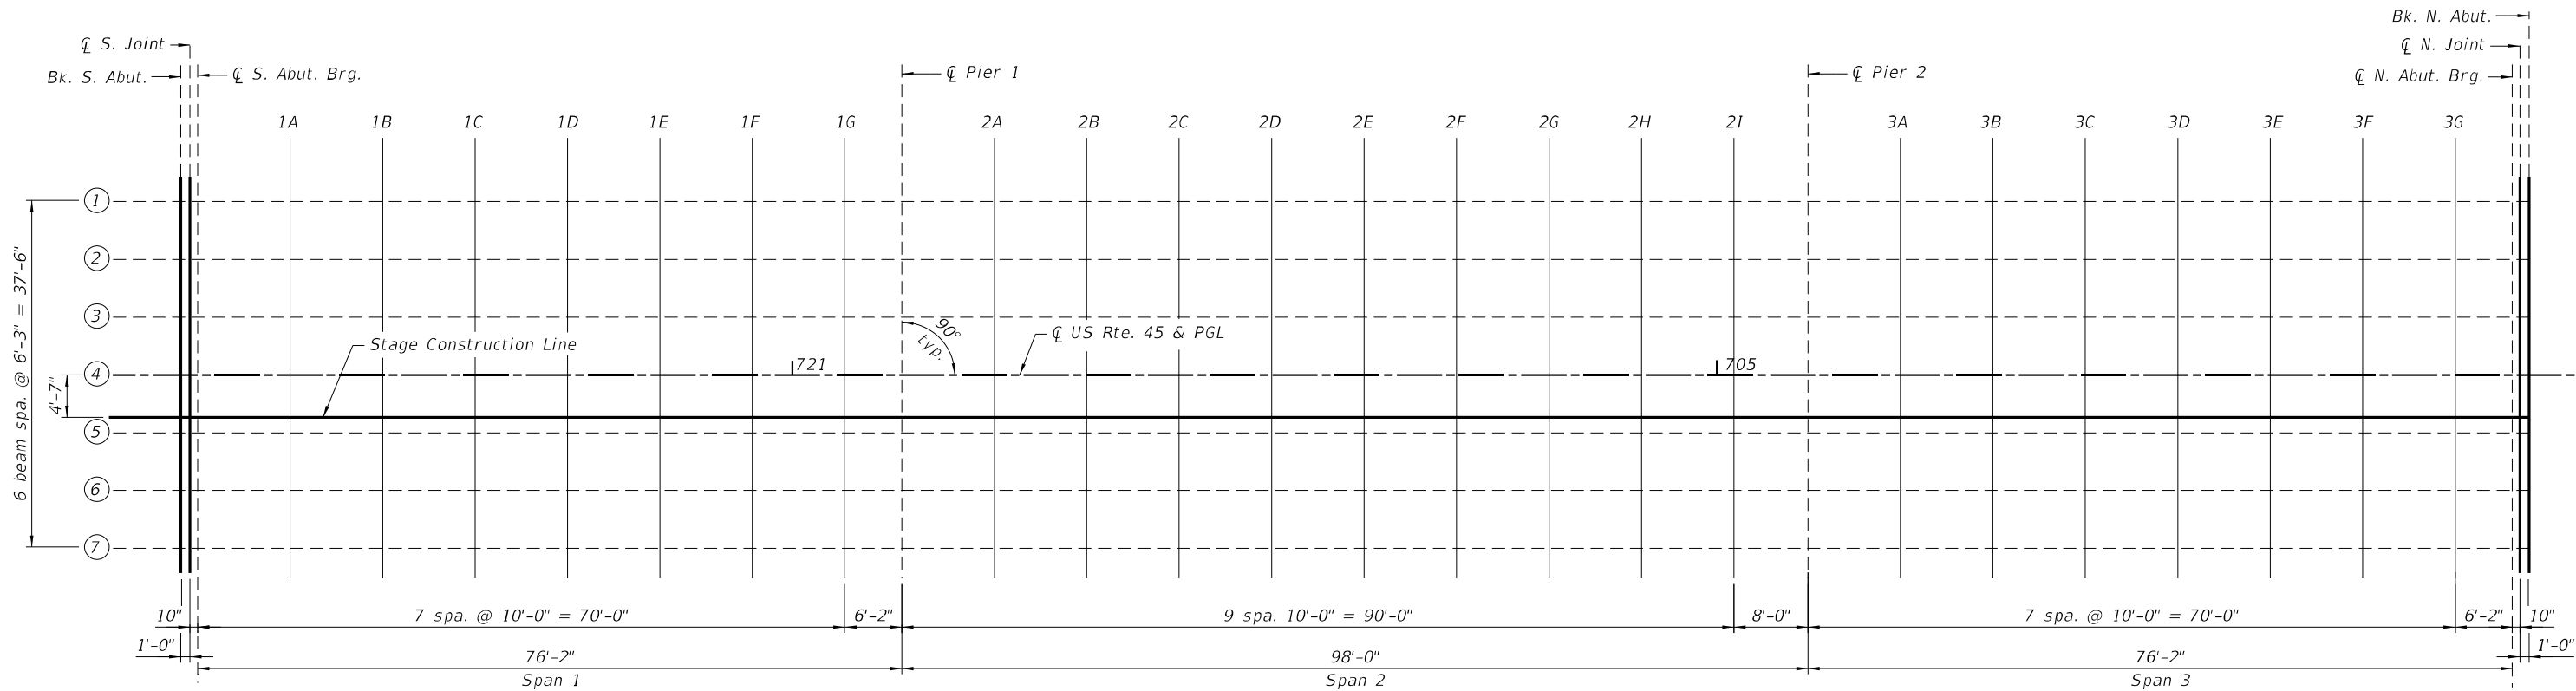 Bk. N. Abut.
℄ S. Joint
℄ N. Joint
Bk. S. Abut.
℄ S. Abut. Brg.
℄ Pier 1
℄ Pier 2
℄ N. Abut. Brg.
1A 1B 1C 1D 1E 1F 1G 2A 2B 2C 2D 2E 2F 2G 2H 2I 3A 3B 3C 3D 3E 3F 3G
1
2
3
4
5
6
7
6 beam spa. @ 6'-3" = 37'-6"
4'-7"
Stage Construction Line
90°
typ.
℄ US Rte. 45 & PGL
721
705
10" 7 spa. @ 10'-0" = 70'-0" 6'-2" 9 spa. 10'-0" = 90'-0" 8'-0" 7 spa. @ 10'-0" = 70'-0" 6'-2" 10"
1'-0" 1'-0"
76'-2" 98'-0" 76'-2"
Span 1 Span 2 Span 3